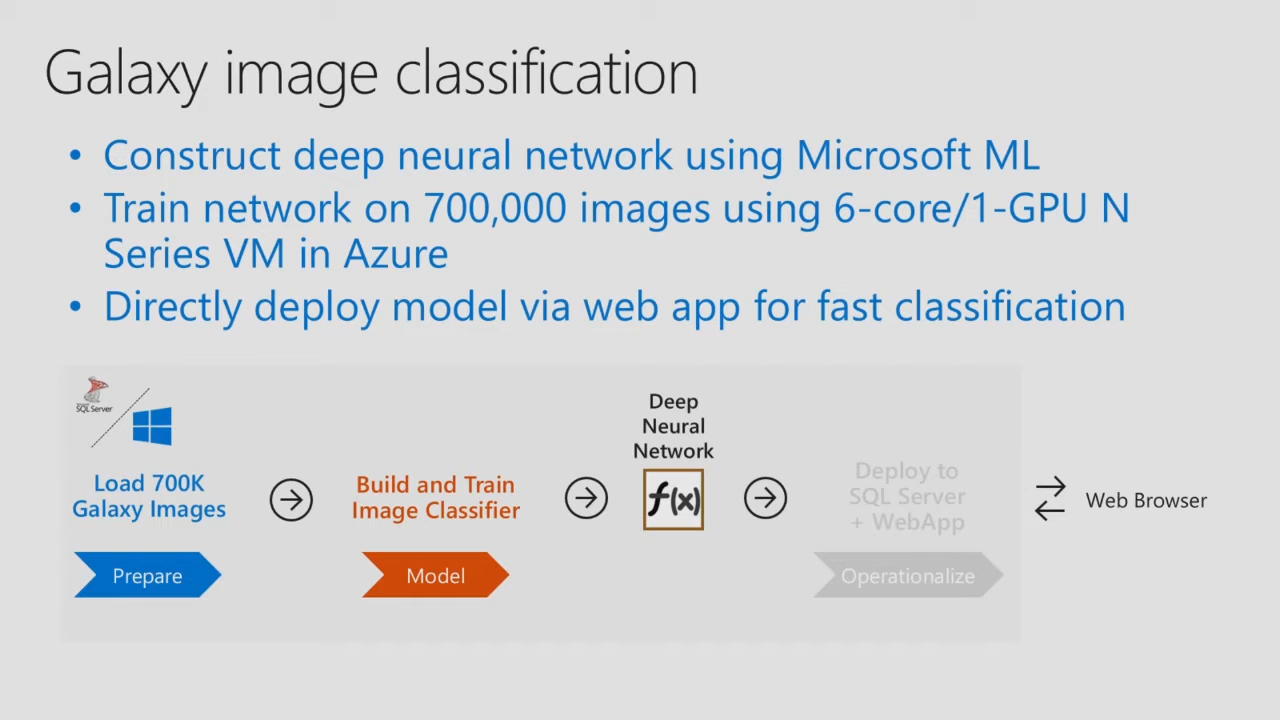 Galaxy image classification
• Construct deep neural network using Microsoft ML
• Train network on 700,000 images using 6-core/1-GPU N
Series VM in Azure
• Directly deploy model via web app for fast classification
SQL Server
Load 700K
Galaxy Images
Prepare
Build and Train
Image Classifier
Model
Deep
Neural
Network
f(x)
Deploy to
SQL Server
+ WebApp
Operationalize
Web Browser